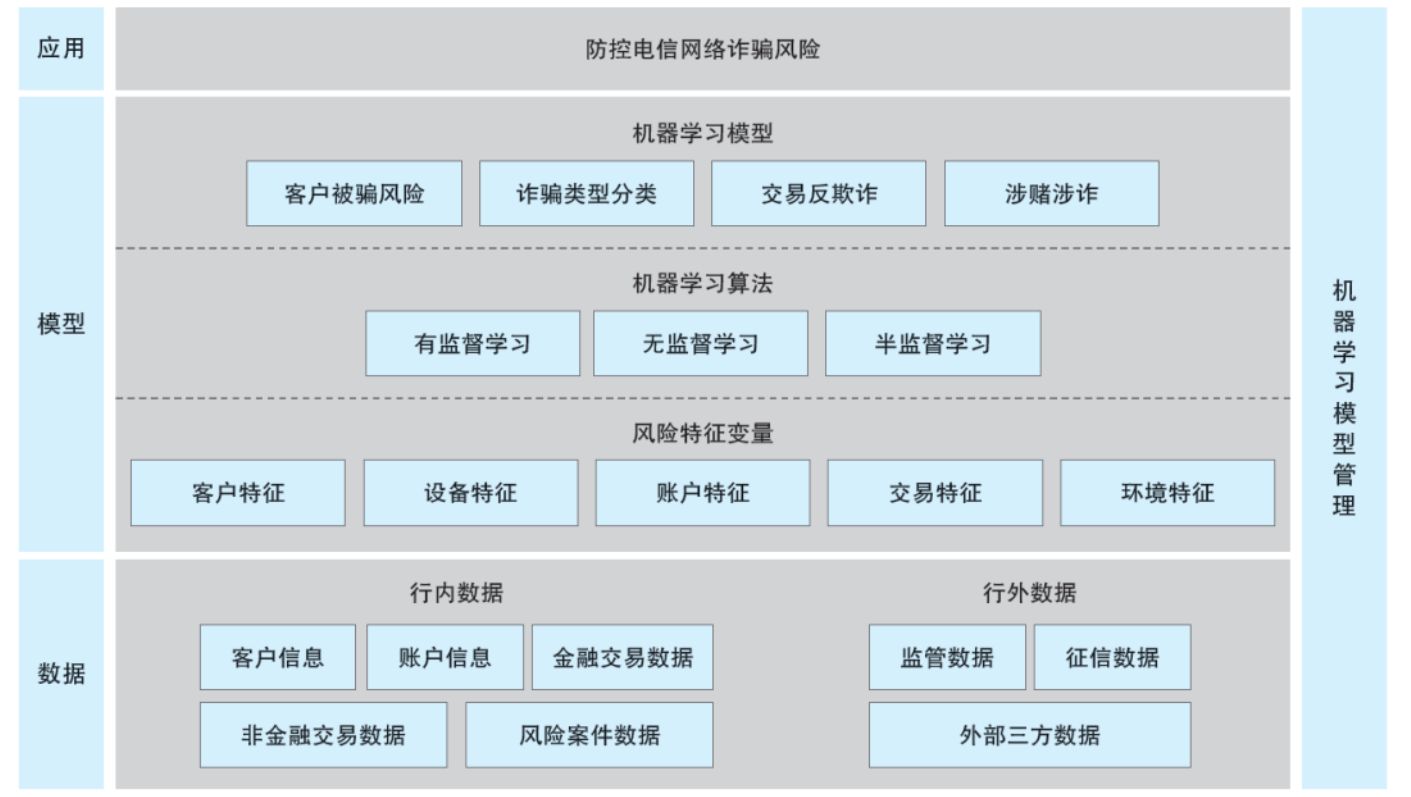 应用
防控电信网络诈骗风险
模型
机器学习模型
客户被骗风险
诈骗类型分类
交易反欺诈
涉赌涉诈
机器学习算法
有监督学习
无监督学习
半监督学习
风险特征变量
客户特征
设备特征
账户特征
交易特征
环境特征
数据
行内数据
客户信息
账户信息
金融交易数据
非金融交易数据
风险案件数据
行外数据
监管数据
征信数据
外部三方数据
机器学习模型管理